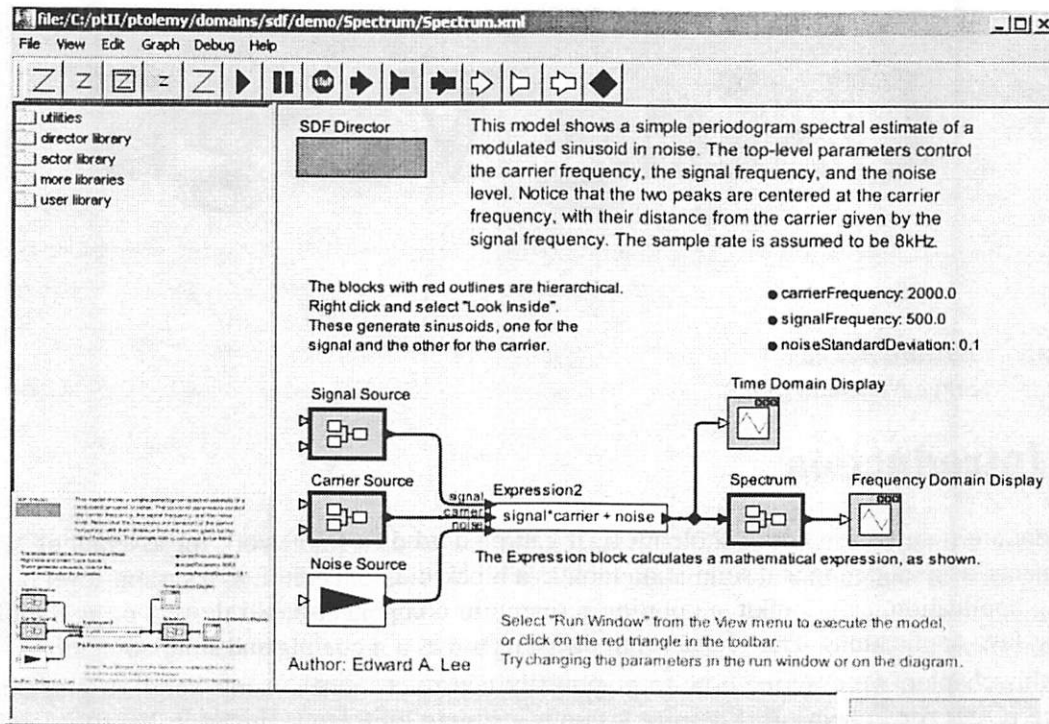 file:/C:/ptII/ptolemy/domains/sdf/demo/Spectrum/Spectrum.xml
File View Edit Graph Debug Help
utilities
director library
actor library
more libraries
user library
SDF Director
This model shows a simple periodogram spectral estimate of a
modulated sinusoid in noise. The top-level parameters control
the carrier frequency, the signal frequency, and the noise
level. Notice that the two peaks are centered at the carrier
frequency, with their distance from the carrier given by the
signal frequency. The sample rate is assumed to be 8kHz.
The blocks with red outlines are hierarchical.
Right click and select "Look Inside".
These generate sinusoids, one for the
signal and the other for the carrier.
carrierFrequency: 2000.0
signalFrequency: 500.0
noiseStandardDeviation: 0.1
Time Domain Display
Signal Source
Carrier Source
Noise Source
signal
carrier
noise
Expression2
signal*carrier + noise
Spectrum
Frequency Domain Display
The Expression block calculates a mathematical expression, as shown.
Select "Run Window" from the View menu to execute the model,
or click on the red triangle in the toolbar.
Try changing the parameters in the run window or on the diagram.
Author: Edward A. Lee